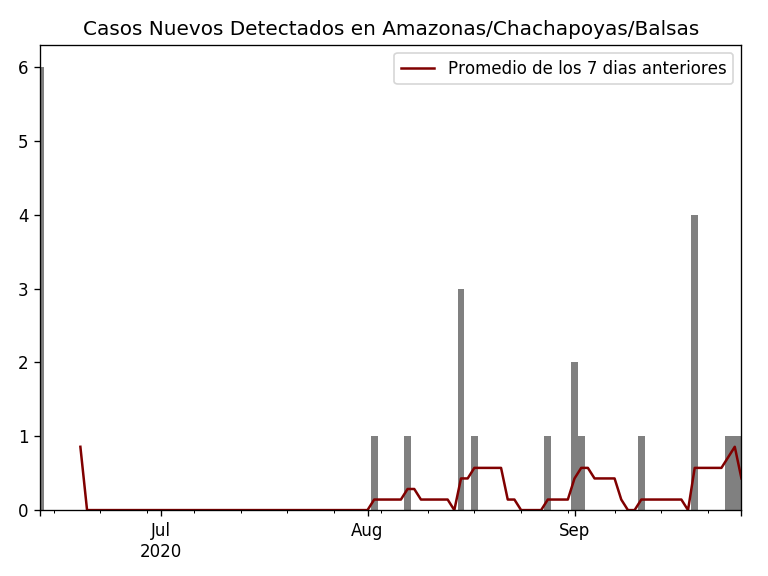 Casos Nuevos Detectados en Amazonas/Chachapoyas/Balsas
Promedio de los 7 dias anteriores
6
5
4
3
2
1
0
Jul
2020
Aug
Sep